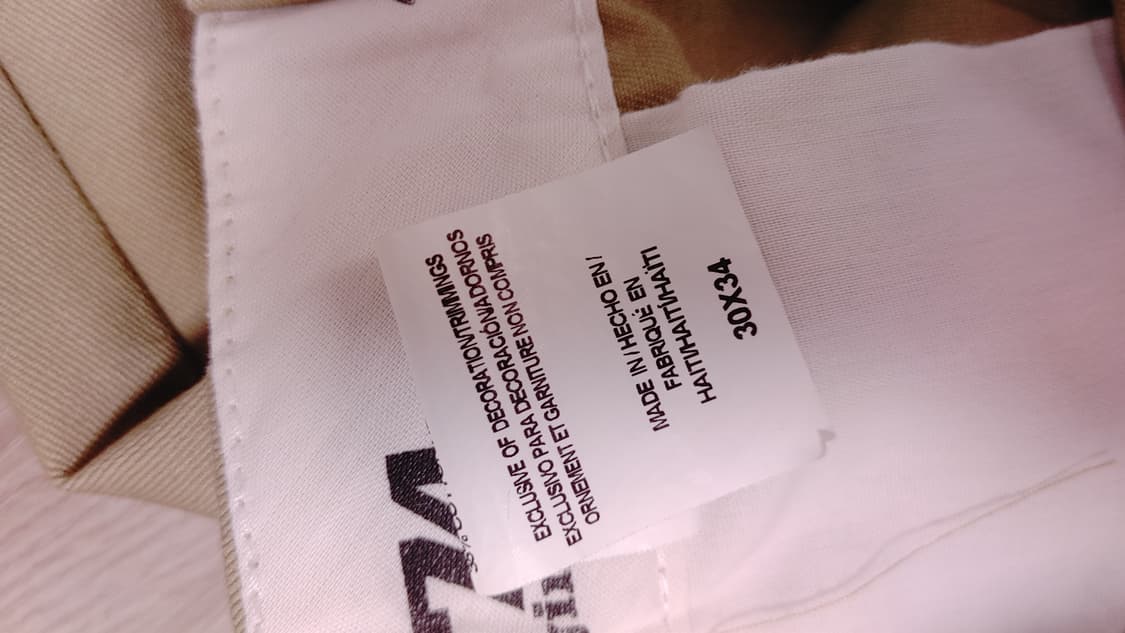 EXCLUSIVE OF DECORATION/TRIMMINGS
EXCLUSIVO PARA DECORACIÓN/ADORNOS
ORNEMENT ET GARNITURE NON COMPRIS
MADE IN / HECHO EN /
FABRIQUÉ EN
HAITI/HAITÍ/HAÏTI
30X34